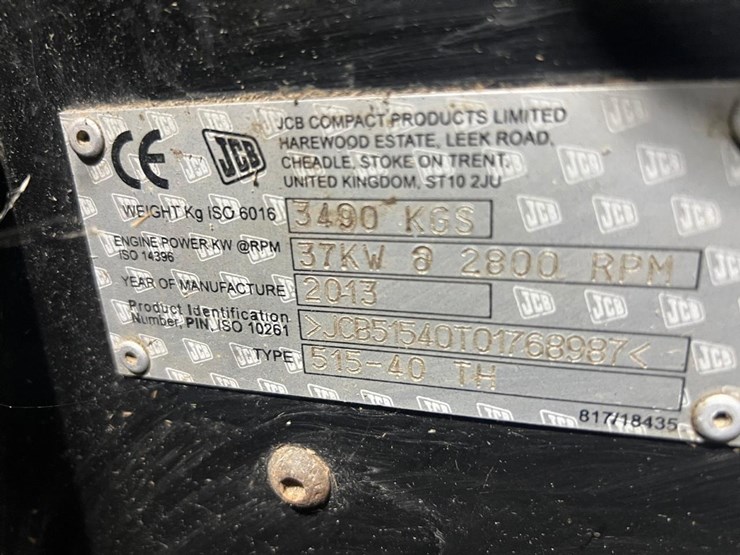 CE JCB
JCB COMPACT PRODUCTS LIMITED
HAREWOOD ESTATE, LEEK ROAD,
CHEADLE, STOKE ON TRENT,
UNITED KINGDOM, ST10 2JU
WEIGHT Kg ISO 6016 3490 KGS
ENGINE POWER KW @RPM
ISO 14396 37KW @ 2800 RPM
YEAR OF MANUFACTURE 2013
Product Identification
Number, PIN, ISO 10261 >JCB51540T01768987<
TYPE 515-40 TH
817/18435